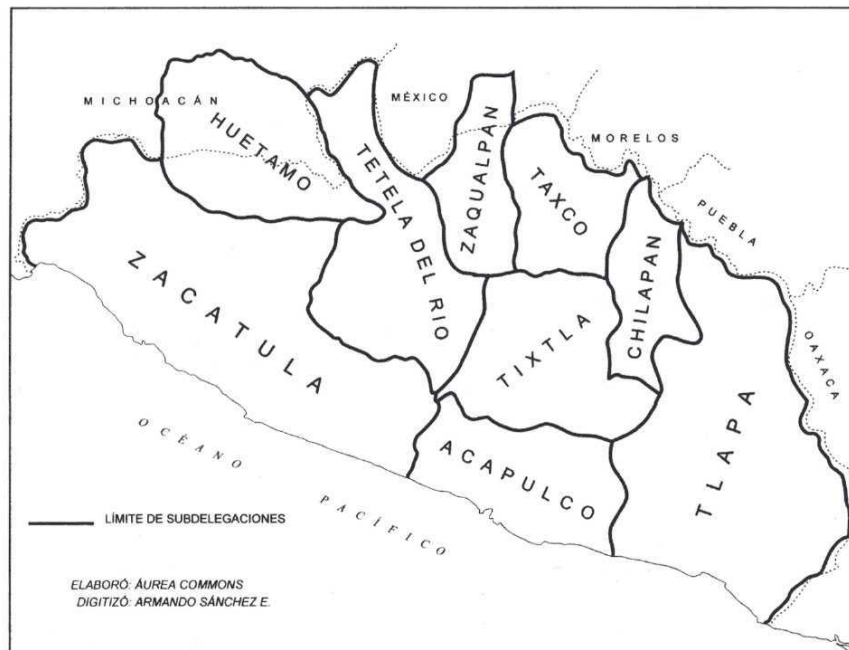 MICHOACÁN
MÉXICO
MORELOS
PUEBLA
OAXACA
HUETAMO
TETELA DEL RIO
ZAQUALPAN
TAXCO
CHILAPAN
ZACATULA
TIXTLA
ACAPULCO
TLAPA
OCÉANO PACÍFICO
LÍMITE DE SUBDELEGACIONES
ELABORÓ: ÁUREA COMMONS
DIGITIZÓ: ARMANDO SÁNCHEZ E.